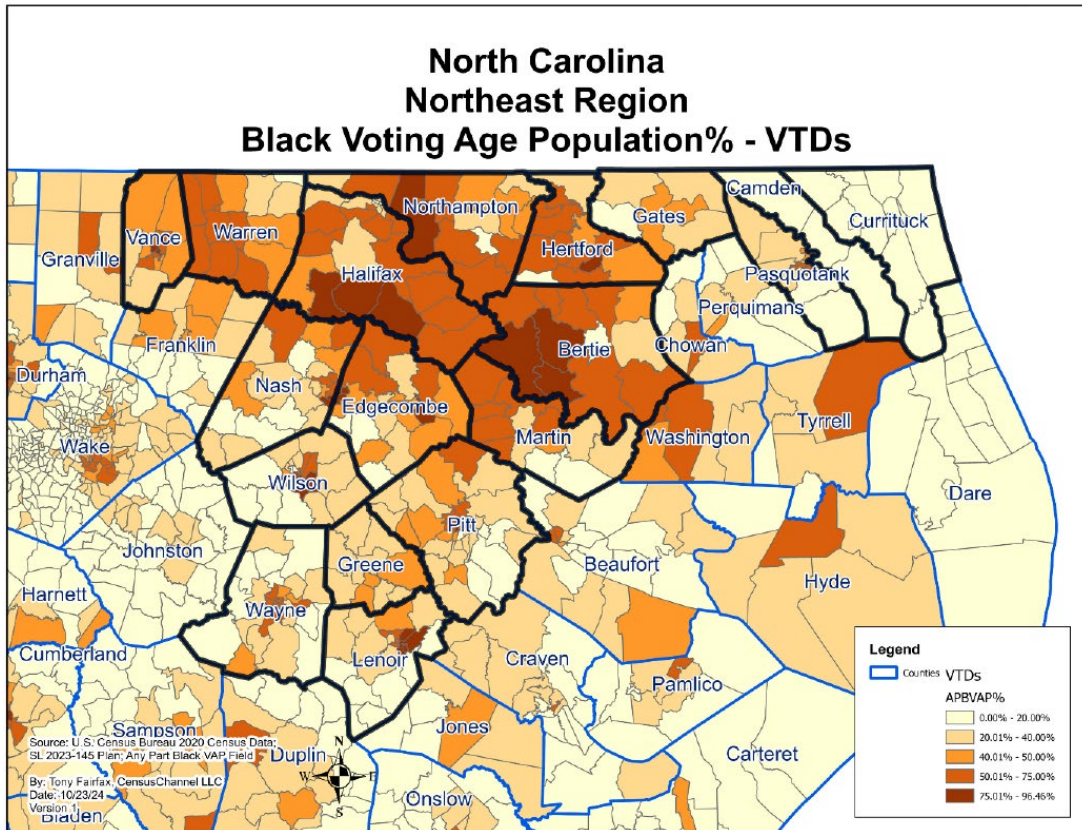 North Carolina
Northeast Region
Black Voting Age Population% - VTDs
Camden
Northampton
Currituck
Gates
Vance
Warren
Hertford
Granville
Halifax
Pasquotank
Perquimans
Franklin
Bertie
Chowan
Durham
Nash
Edgecombe
Tyrrell
Wake
Martin
Washington
Wilson
Dare
Pitt
Johnston
Greene
Beaufort
Hyde
Harnett
Wayne
Cumberland
Lenoir
Craven
Pamlico
Jones
Sampson
Duplin
Carteret
Onslow
Bladen
Source: U.S. Census Bureau 2020 Census Data;
SL 2023-145 Plan; Any Part Black VAP Field
By: Tony Fairfax, CensusChannel LLC
Date: 10/23/24
Version 1
N
W E
S
Legend
Counties VTDs
APBVAP%
0.00% - 20.00%
20.01% - 40.00%
40.01% - 50.00%
50.01% - 75.00%
75.01% - 96.46%